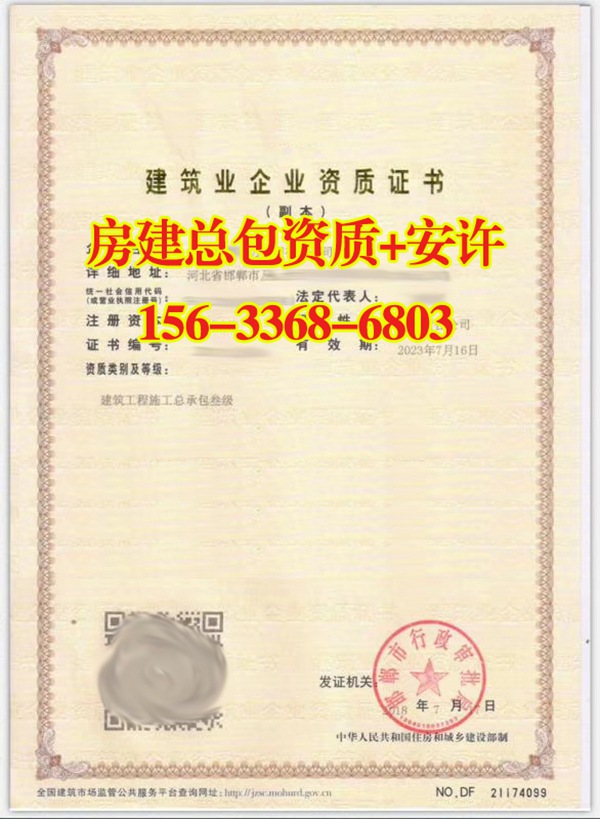 建筑业企业资质证书
（副本）
房建总包资质+安许
详细地址：河北省邯郸市
统一社会信用代码
(或营业执照注册号)：
法定代表人：
注册资本
156-3368-6803
公司
证书编号：
有效期：2023年7月16日
资质类别及等级：
建筑工程施工总承包叁级
邯郸市行政审批局
发证机关：
2018年7月 日
中华人民共和国住房和城乡建设部制
全国建筑市场监管公共服务平台查询网址：http://jzsc.mohurd.gov.cn
NO.DF 21174099